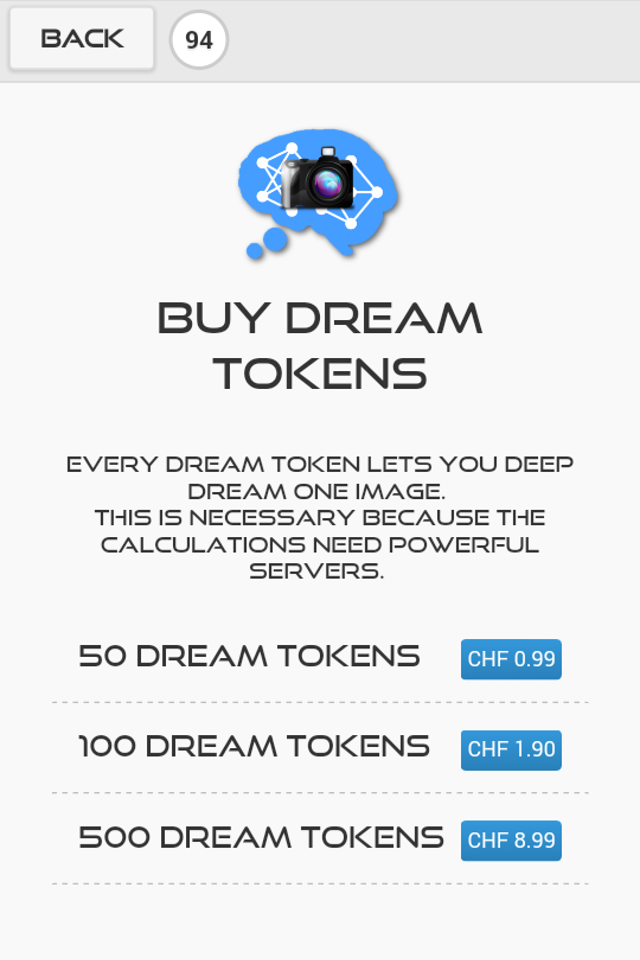 BACK 94
BUY DREAM
TOKENS
EVERY DREAM TOKEN LETS YOU DEEP
DREAM ONE IMAGE.
THIS IS NECESSARY BECAUSE THE
CALCULATIONS NEED POWERFUL
SERVERS.
50 DREAM TOKENS CHF 0.99
100 DREAM TOKENS CHF 1.90
500 DREAM TOKENS CHF 8.99